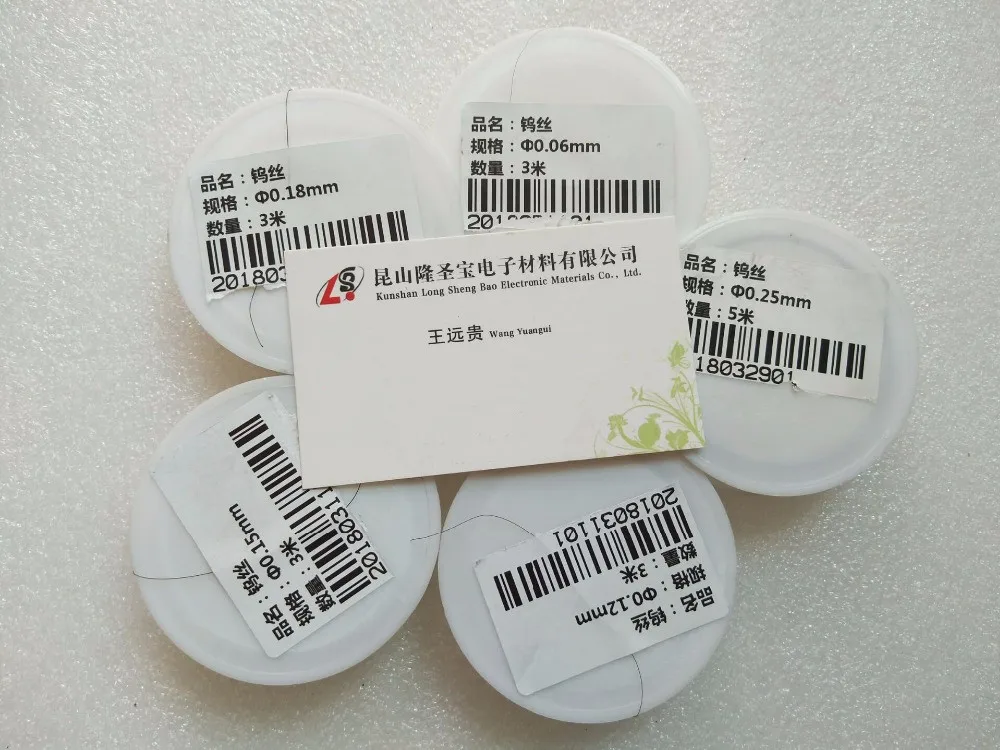 品名：钨丝
规格：Φ0.18mm
数量：3米
品名：钨丝
规格：Φ0.06mm
数量：3米
品名：钨丝
规格：Φ0.25mm
数量：5米
18032901
LS
昆山隆圣宝电子材料有限公司
Kunshan Long Sheng Bao Electronic Materials Co., Ltd.
王远贵 Wang Yuangui
品名：钨丝
规格：Φ0.15mm
数量：3米
品名：钨丝
规格：Φ0.12mm
数量：3米
2018031101